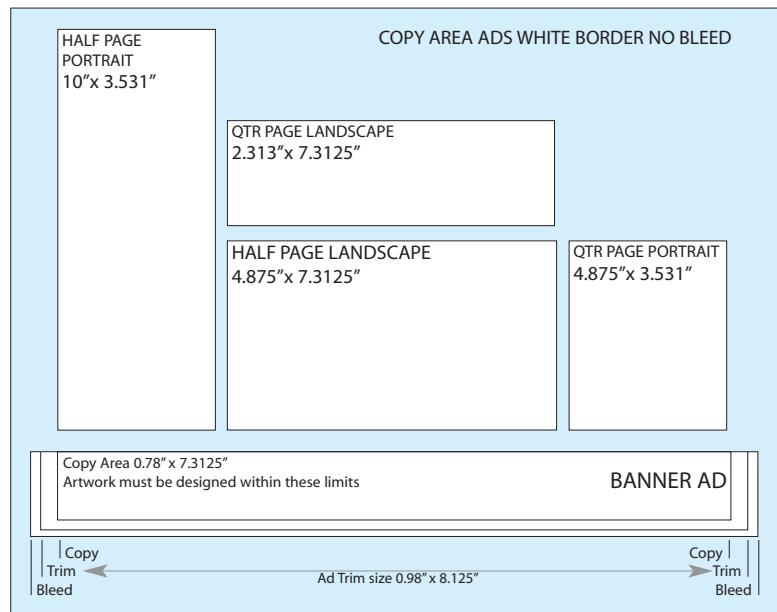 HALF PAGE
PORTRAIT
10”x 3.531”
COPY AREA ADS WHITE BORDER NO BLEED
QTR PAGE LANDSCAPE
2.313”x 7.3125”
HALF PAGE LANDSCAPE
4.875”x 7.3125”
QTR PAGE PORTRAIT
4.875”x 3.531”
Copy Area 0.78” x 7.3125”
Artwork must be designed within these limits
BANNER AD
Copy
Trim
Bleed
Ad Trim size 0.98” x 8.125”
Copy
Trim
Bleed